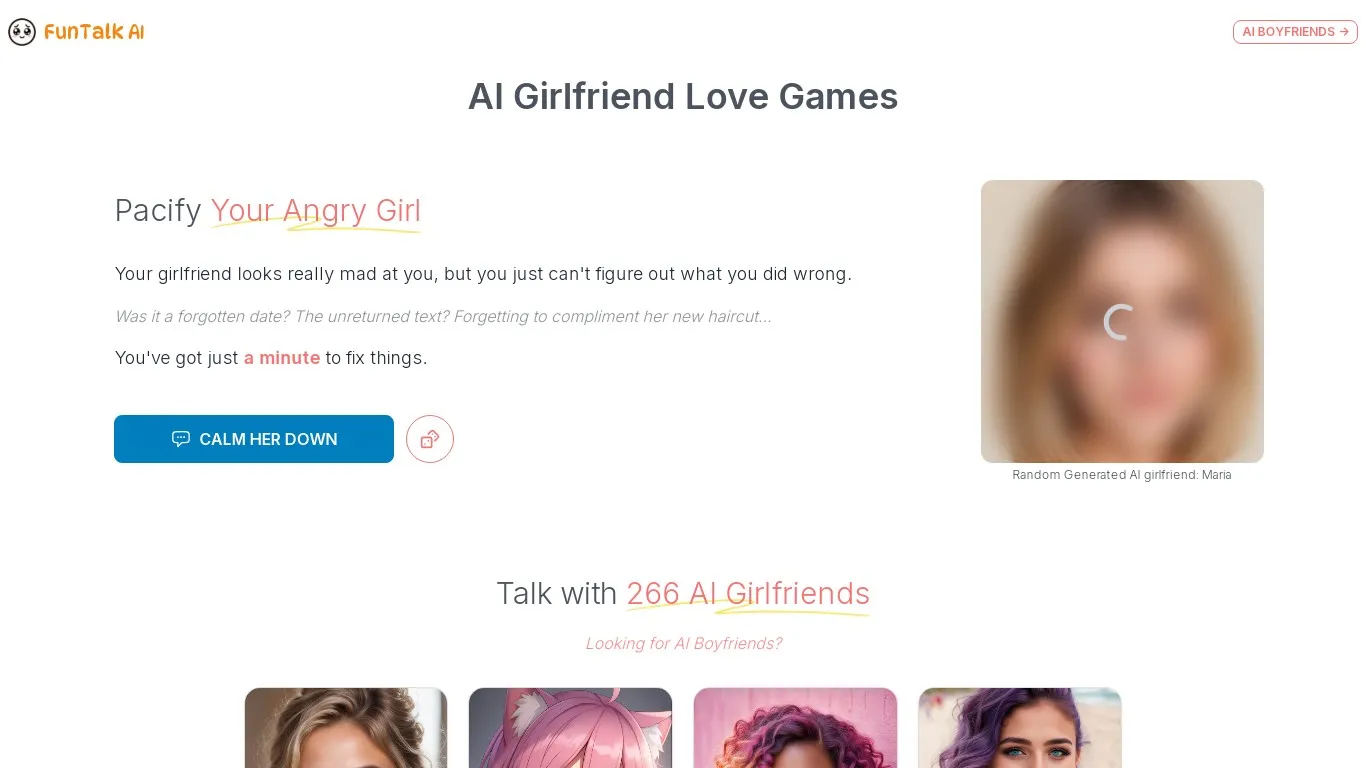 FunTalk AI
AI BOYFRIENDS →
AI Girlfriend Love Games
Pacify Your Angry Girl
Your girlfriend looks really mad at you, but you just can't figure out what you did wrong.
Was it a forgotten date? The unreturned text? Forgetting to compliment her new haircut...
You've got just a minute to fix things.
CALM HER DOWN
Random Generated AI girlfriend: Maria
Talk with 266 AI Girlfriends
Looking for AI Boyfriends?